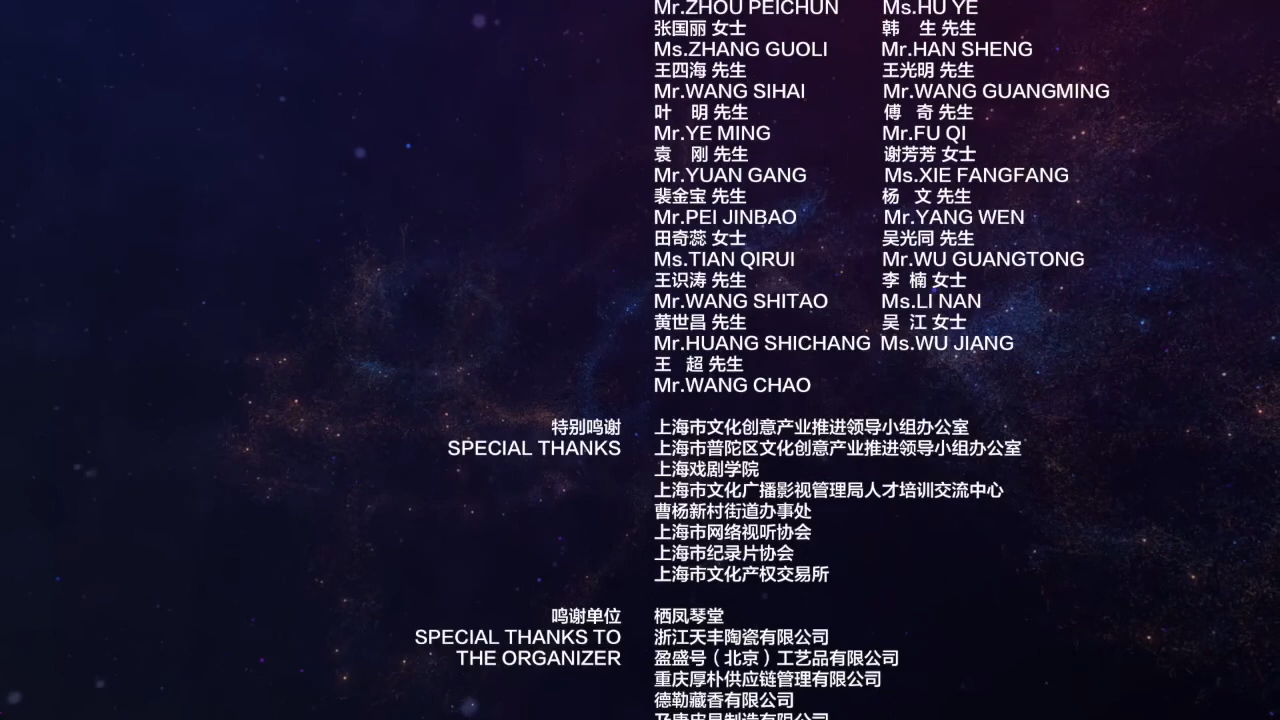 Mr.ZHOU PEICHUN Ms.HU YE
张国丽 女士 韩 生 先生
Ms.ZHANG GUOLI Mr.HAN SHENG
王四海 先生 王光明 先生
Mr.WANG SIHAI Mr.WANG GUANGMING
叶 明 先生 傅 奇 先生
Mr.YE MING Mr.FU QI
袁 刚 先生 谢芳芳 女士
Mr.YUAN GANG Ms.XIE FANGFANG
裴金宝 先生 杨 文 先生
Mr.PEI JINBAO Mr.YANG WEN
田奇蕊 女士 吴光同 先生
Ms.TIAN QIRUI Mr.WU GUANGTONG
王识涛 先生 李 楠 女士
Mr.WANG SHITAO Ms.LI NAN
黄世昌 先生 吴 江 女士
Mr.HUANG SHICHANG Ms.WU JIANG
王 超 先生
Mr.WANG CHAO
特别鸣谢 上海市文化创意产业推进领导小组办公室
SPECIAL THANKS 上海市普陀区文化创意产业推进领导小组办公室
上海戏剧学院
上海市文化广播影视管理局人才培训交流中心
曹杨新村街道办事处
上海市网络视听协会
上海市纪录片协会
上海市文化产权交易所
鸣谢单位 栖凤琴堂
SPECIAL THANKS TO 浙江天丰陶瓷有限公司
THE ORGANIZER 盈盛号（北京）工艺品有限公司
重庆厚朴供应链管理有限公司
德勒藏香有限公司